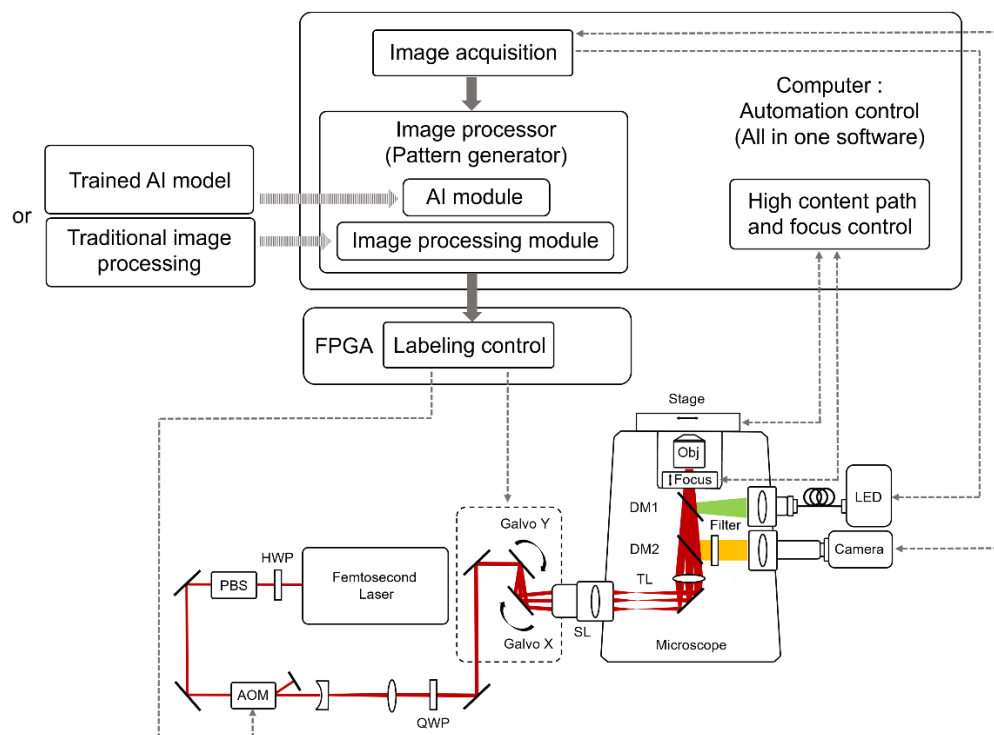 Image acquisition
Computer :
Automation control
(All in one software)
Image processor
(Pattern generator)
AI module
Image processing module
Trained AI model
or
Traditional image
processing
High content path
and focus control
FPGA
Labeling control
Stage
Obj
Focus
DM1
Filter
LED
DM2
Camera
TL
Microscope
Galvo Y
Galvo X
SL
HWP
PBS
Femtosecond
Laser
AOM
QWP